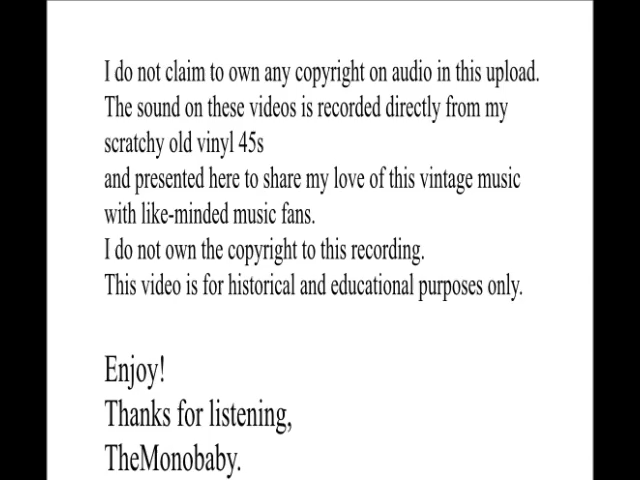 I do not claim to own any copyright on audio in this upload.
The sound on these videos is recorded directly from my
scratchy old vinyl 45s
and presented here to share my love of this vintage music
with like-minded music fans.
I do not own the copyright to this recording.
This video is for historical and educational purposes only.
Enjoy!
Thanks for listening,
TheMonobaby.